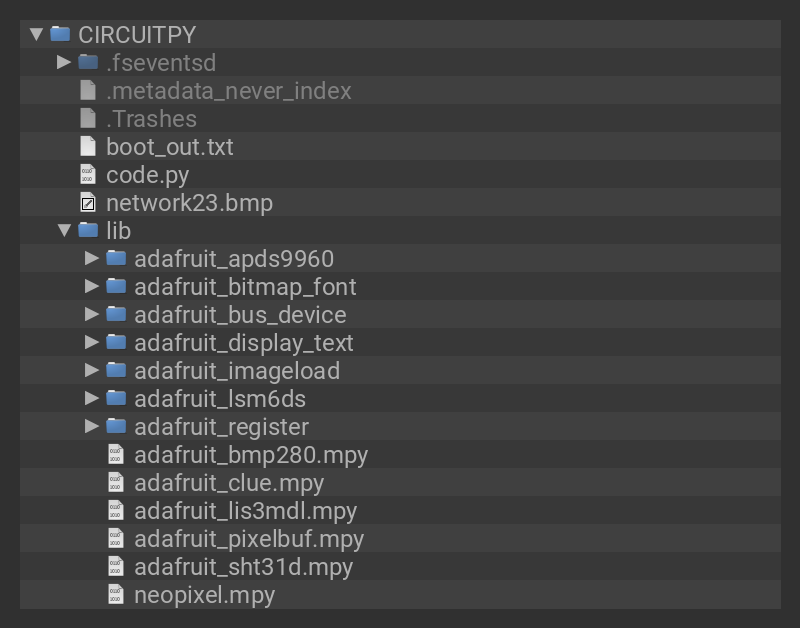 CIRCUITPY
.fseventsd
.metadata_never_index
.Trashes
boot_out.txt
code.py
network23.bmp
lib
adafruit_apds9960
adafruit_bitmap_font
adafruit_bus_device
adafruit_display_text
adafruit_imageload
adafruit_lsm6ds
adafruit_register
adafruit_bmp280.mpy
adafruit_clue.mpy
adafruit_lis3mdl.mpy
adafruit_pixelbuf.mpy
adafruit_sht31d.mpy
neopixel.mpy